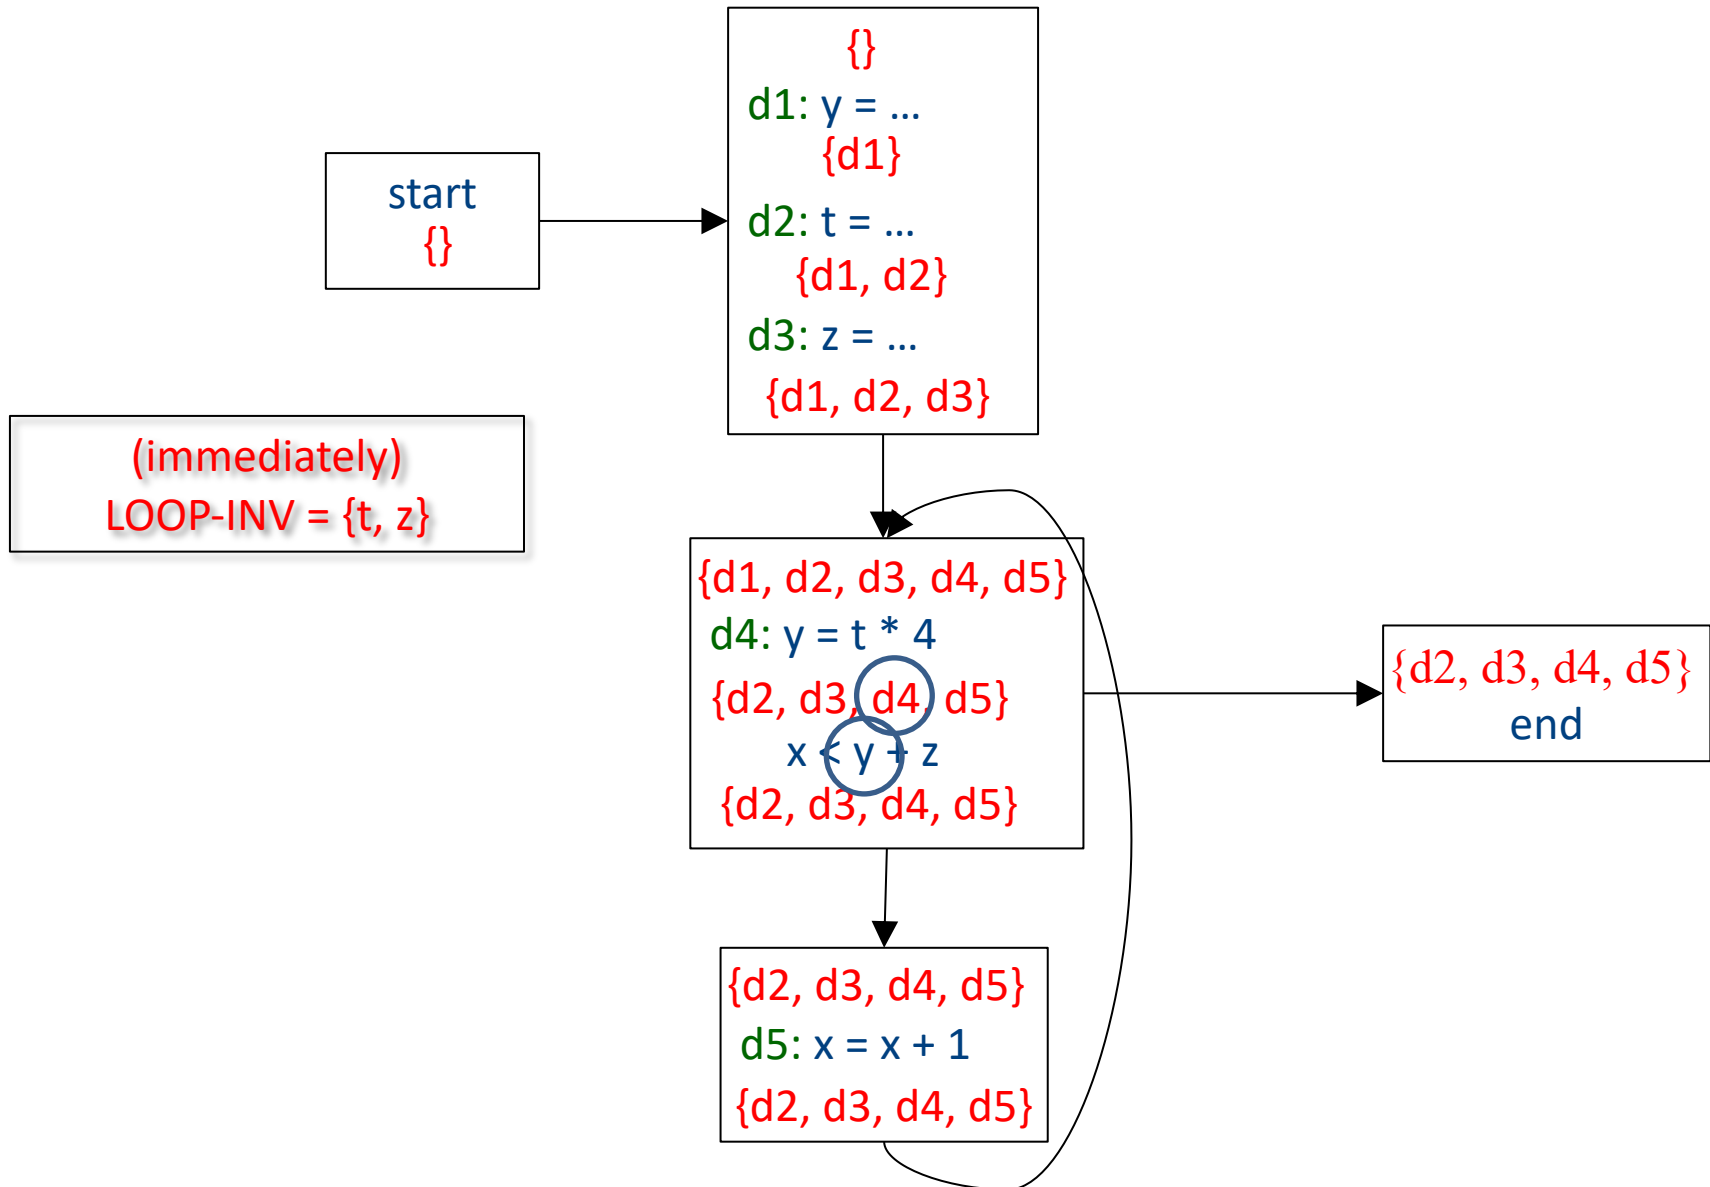 {}
d1: y = ...
{d1}
d2: t = ...
{d1, d2}
d3: z = ...
{d1, d2, d3}
start
{}
(immediately)
LOOP-INV = {t, z}
{d1, d2, d3, d4, d5}
d4: y = t * 4
{d2, d3, d4, d5}
x < y + z
{d2, d3, d4, d5}
{d2, d3, d4, d5}
end
{d2, d3, d4, d5}
d5: x = x + 1
{d2, d3, d4, d5}